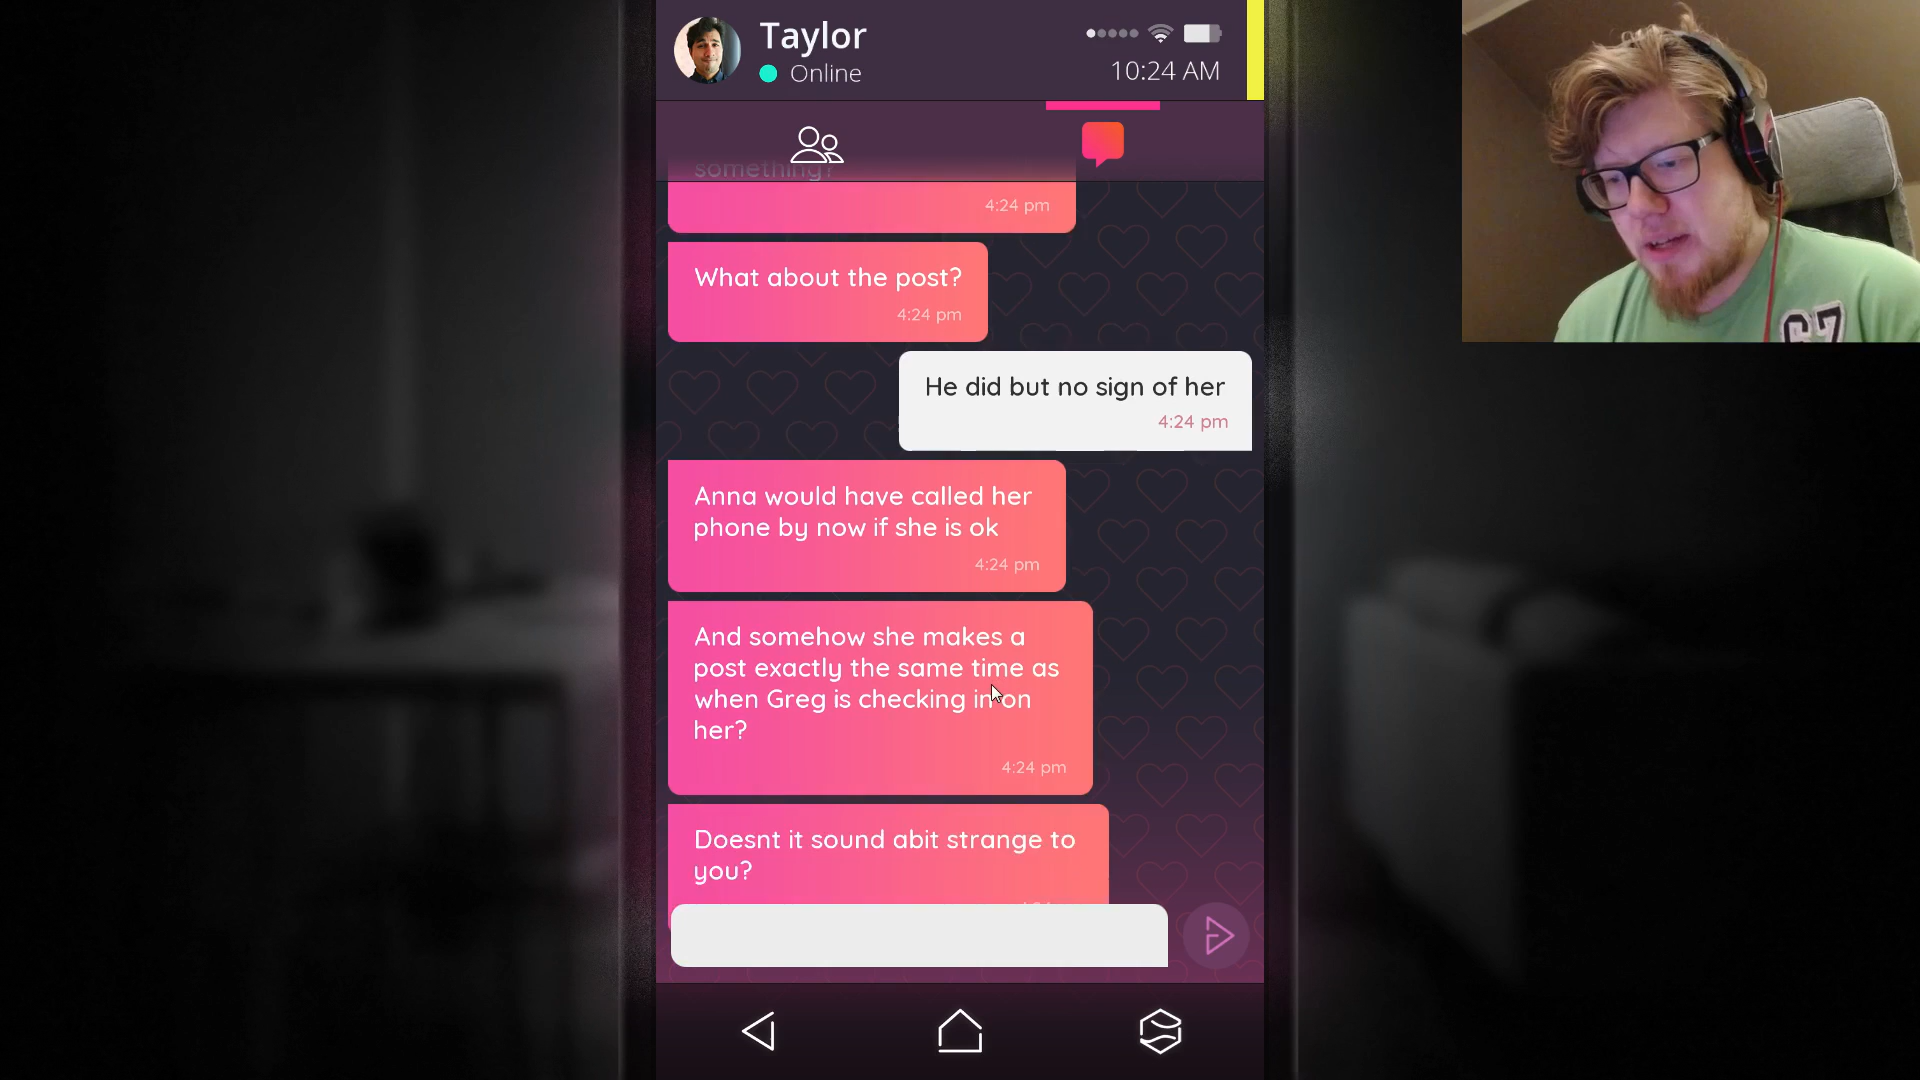 Taylor
Online
10:24 AM
something?
4:24 pm
What about the post?
4:24 pm
He did but no sign of her
4:24 pm
Anna would have called her
phone by now if she is ok
4:24 pm
And somehow she makes a
post exactly the same time as
when Greg is checking in on
her?
4:24 pm
Doesnt it sound abit strange to
you?
67